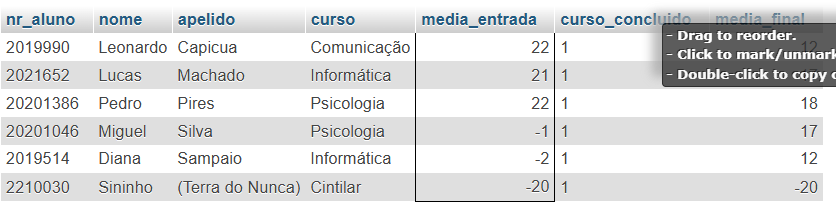 nr_aluno nome apelido curso media_entrada curso_concluido media_final
2019990 Leonardo Capicua Comunicação 22 1 12
- Drag to reorder.
- Click to mark/unmark
2021652 Lucas Machado Informática 21 1
- Double-click to copy
20201386 Pedro Pires Psicologia 22 1 18
20201046 Miguel Silva Psicologia -1 1 17
2019514 Diana Sampaio Informática -2 1 12
2210030 Sininho (Terra do Nunca) Cintilar -20 1 -20